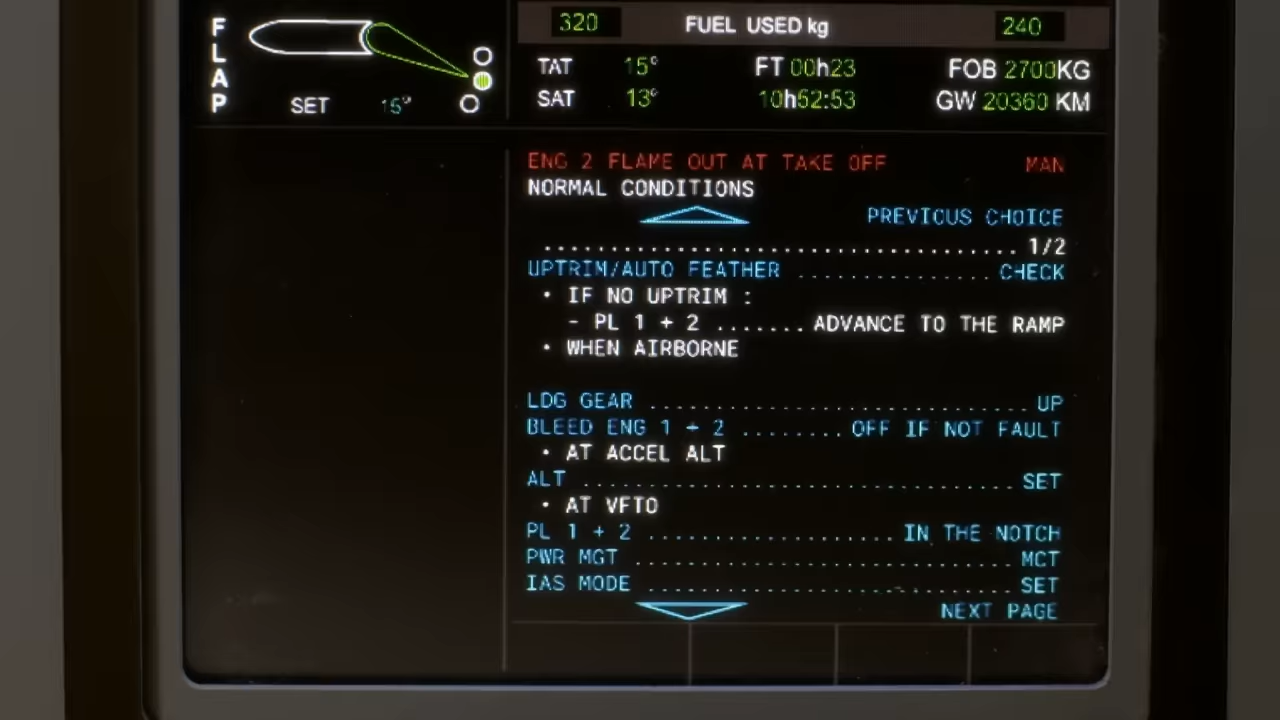 FLAP
SET 15°
320 FUEL USED kg 240
TAT 15° FT 00h23 FOB 2700KG
SAT 13° 10h52:53 GW 20360 KM
ENG 2 FLAME OUT AT TAKE OFF MAN
NORMAL CONDITIONS
PREVIOUS CHOICE
.................................... 1/2
UPTRIM/AUTO FEATHER ............... CHECK
• IF NO UPTRIM :
- PL 1 + 2 ....... ADVANCE TO THE RAMP
• WHEN AIRBORNE
LDG GEAR ............................. UP
BLEED ENG 1 + 2 ........ OFF IF NOT FAULT
• AT ACCEL ALT
ALT ................................. SET
• AT VFTO
PL 1 + 2 ................... IN THE NOTCH
PWR MGT ............................. MCT
IAS MODE ............................ SET
NEXT PAGE